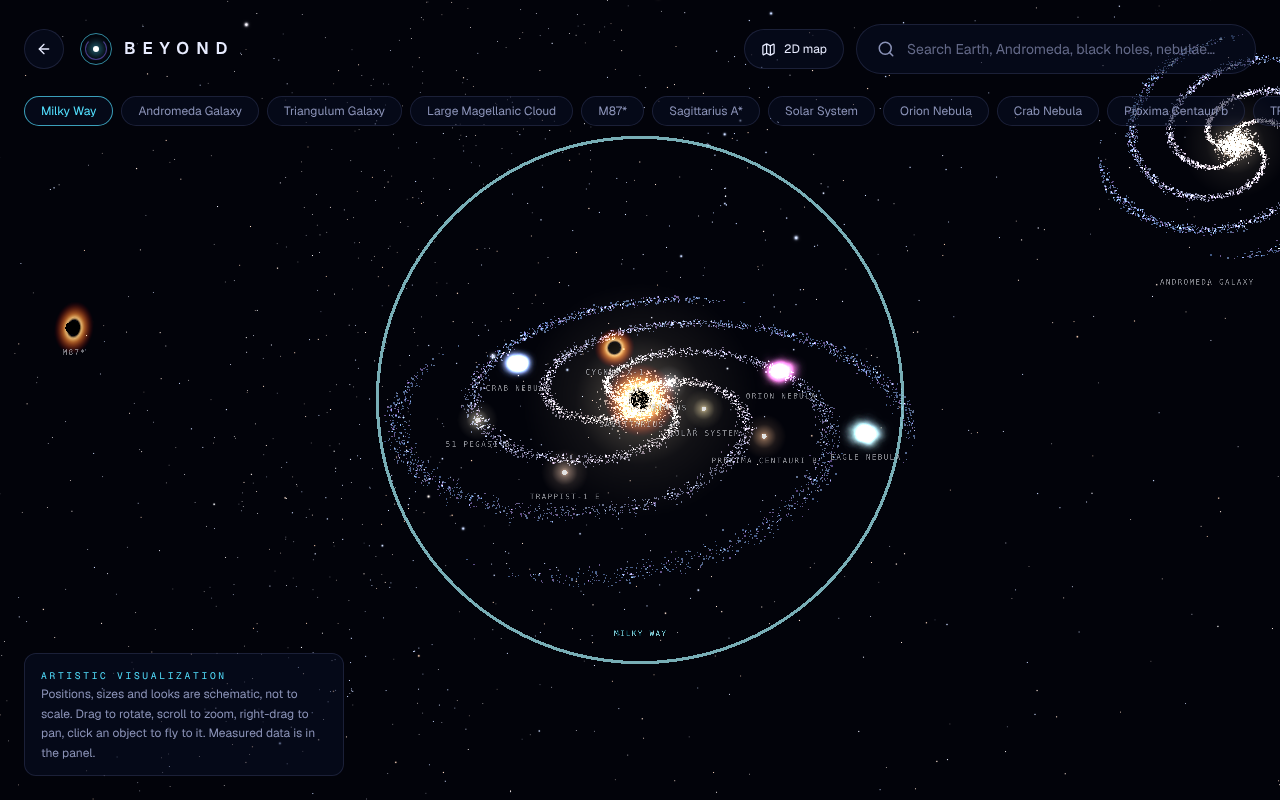 BEYOND
2D map
Search Earth, Andromeda, black holes, nebulae...
Milky Way
Andromeda Galaxy
Triangulum Galaxy
Large Magellanic Cloud
M87*
Sagittarius A*
Solar System
Orion Nebula
Crab Nebula
Proxima Centauri b
ANDROMEDA GALAXY
M87*
CRAB
ORION
SOLAR SYSTEM
51
CENTAURI
EAGLE NEBULA
TRAPPIST-1 E
MILKY WAY
ARTISTIC VISUALIZATION
Positions, sizes and looks are schematic, not to
scale. Drag to rotate, scroll to zoom, right-drag to
pan, click an object to fly to it. Measured data is in
the panel.